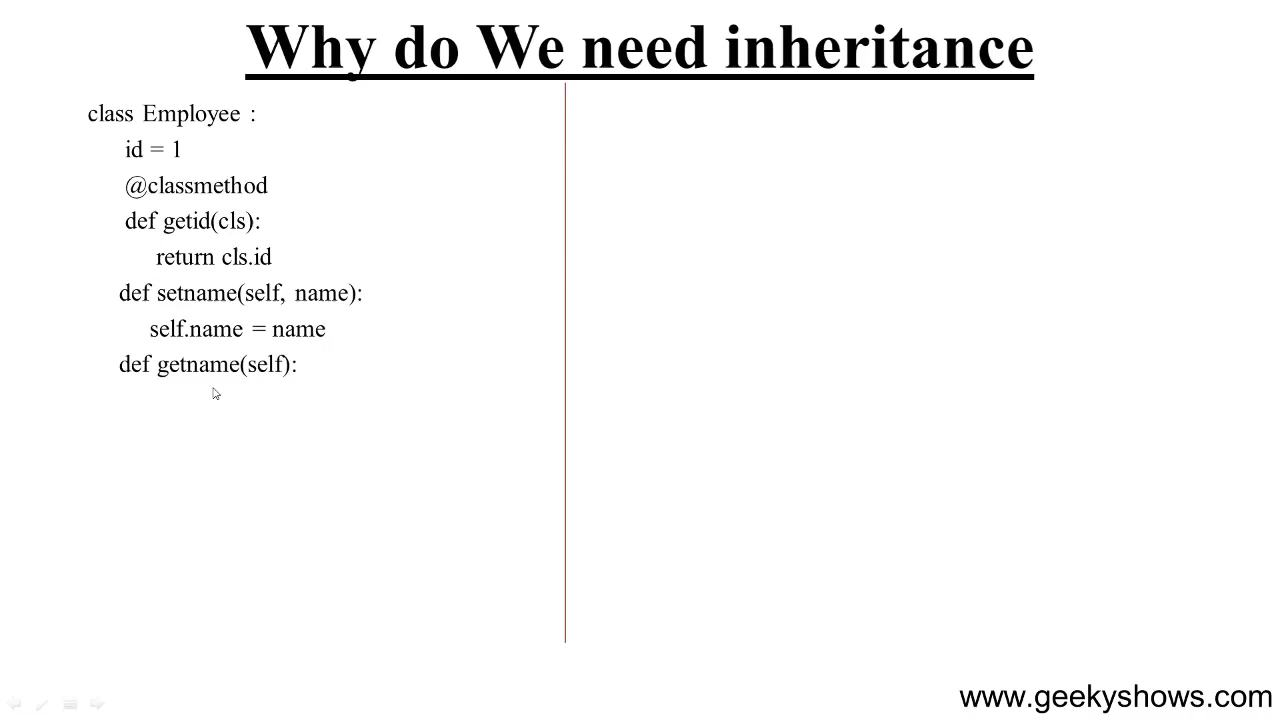 Why do We need inheritance
class Employee :
id = 1
@classmethod
def getid(cls):
return cls.id
def setname(self, name):
self.name = name
def getname(self):
www.geekyshows.com